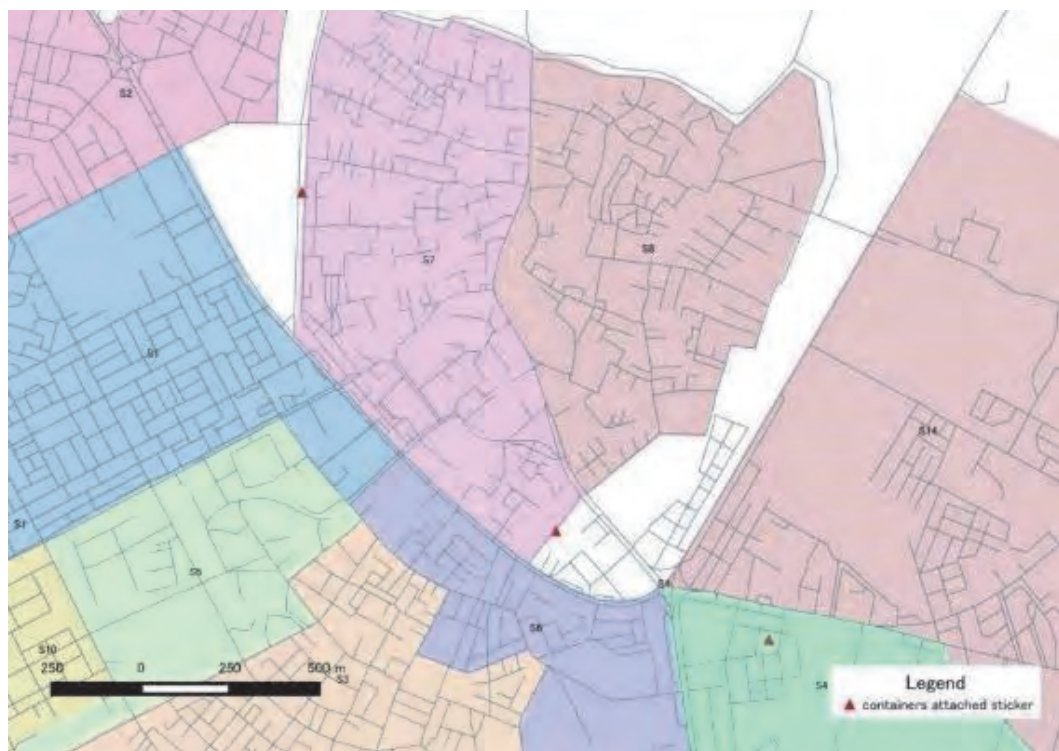 S2
S7
S8
S1
S14
S1
S5
S4
S6
S10
250 0 250 500 m
S3
S4
Legend
containers attached sticker